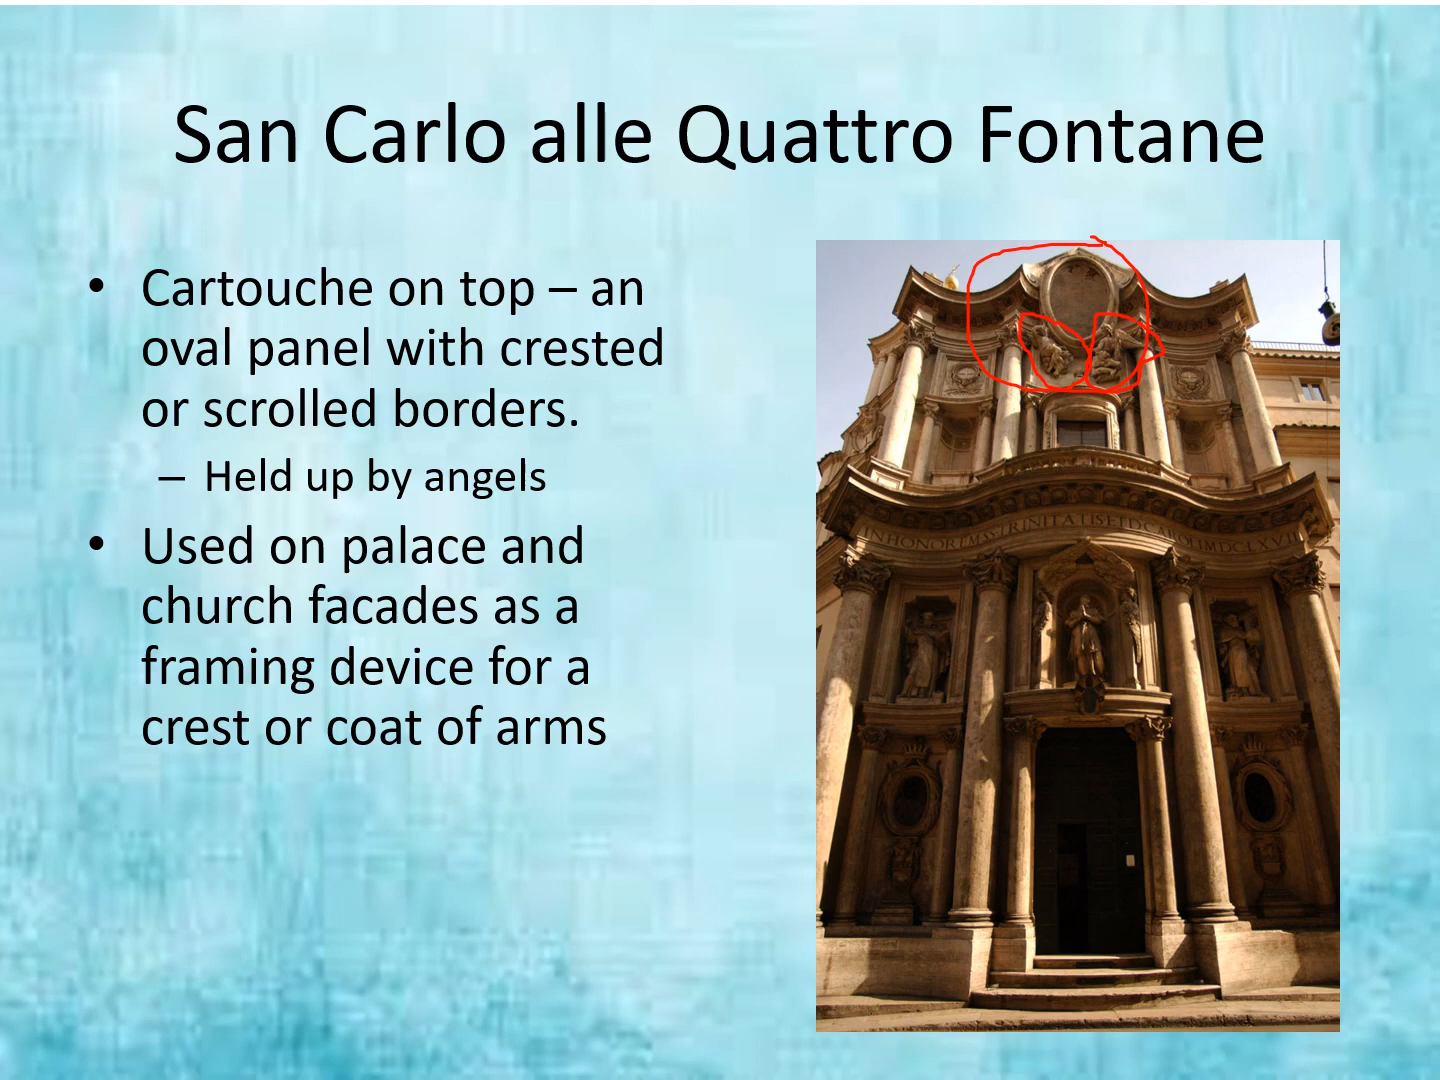 San Carlo alle Quattro Fontane
• Cartouche on top – an
oval panel with crested
or scrolled borders.
– Held up by angels
• Used on palace and
church facades as a
framing device for a
crest or coat of arms